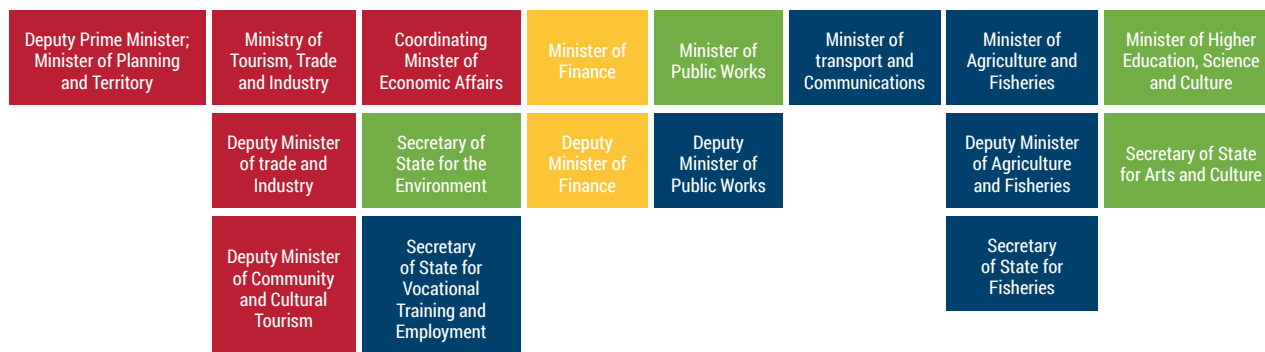 Deputy Prime Minister;
Minister of Planning
and Territory
Ministry of
Tourism, Trade
and Industry
Coordinating
Minster of
Economic Affairs
Minister of
Finance
Minister of
Public Works
Minister of
transport and
Communications
Minister of
Agriculture and
Fisheries
Minister of Higher
Education, Science
and Culture
Deputy Minister
of trade and
Industry
Secretary of
State for the
Environment
Deputy
Minister of
Finance
Deputy
Minister of
Public Works
Deputy Minister
of Agriculture
and Fisheries
Secretary of State
for Arts and Culture
Deputy Minister
of Community
and Cultural
Tourism
Secretary
of State for
Vocational
Training and
Employment
Secretary
of State for
Fisheries